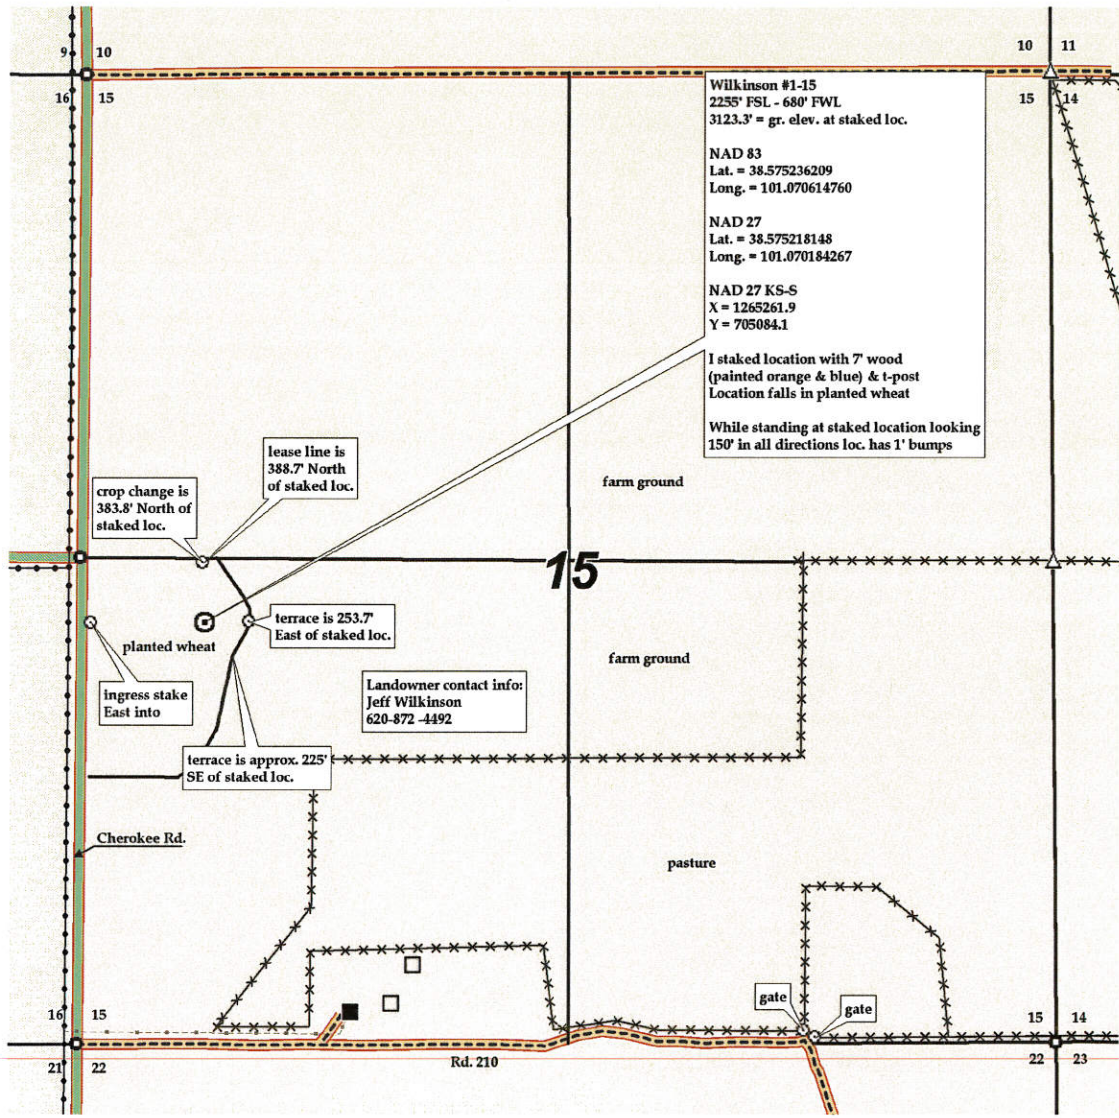 9 10
10 11
16 15
15 14
Wilkinson #1-15
2255' FSL - 680' FWL
3123.3' = gr. elev. at staked loc.
NAD 83
Lat. = 38.575236209
Long. = 101.070614760
NAD 27
Lat. = 38.575218148
Long. = 101.070184267
NAD 27 KS-S
X = 1265261.9
Y = 705084.1
I staked location with 7' wood
(painted orange & blue) & t-post
Location falls in planted wheat
While standing at staked location looking
150' in all directions loc. has 1' bumps
lease line is
388.7' North
of staked loc.
crop change is
383.8' North of
staked loc.
farm ground
15
terrace is 253.7'
East of staked loc.
planted wheat
farm ground
ingress stake
East into
Landowner contact info:
Jeff Wilkinson
620-872 -4492
terrace is approx. 225'
SE of staked loc.
Cherokee Rd.
pasture
gate
gate
16 15
15 14
Rd. 210
21 22
22 23